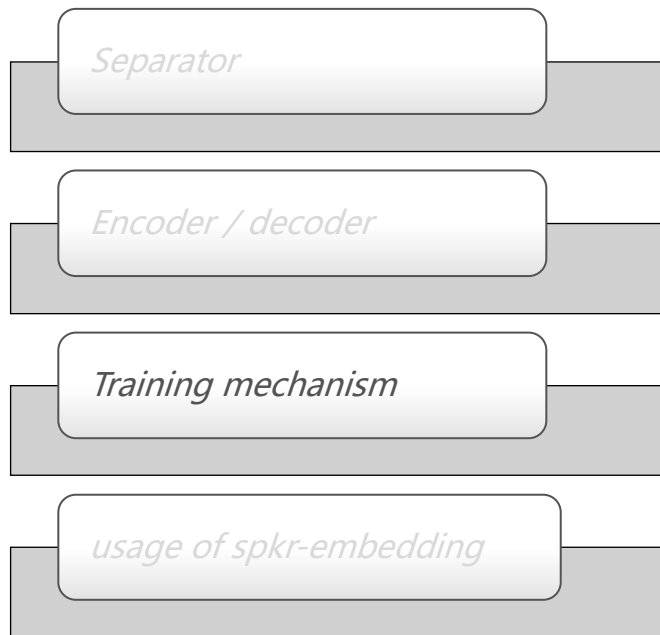 Separator
Encoder / decoder
Training mechanism
usage of spkr-embedding